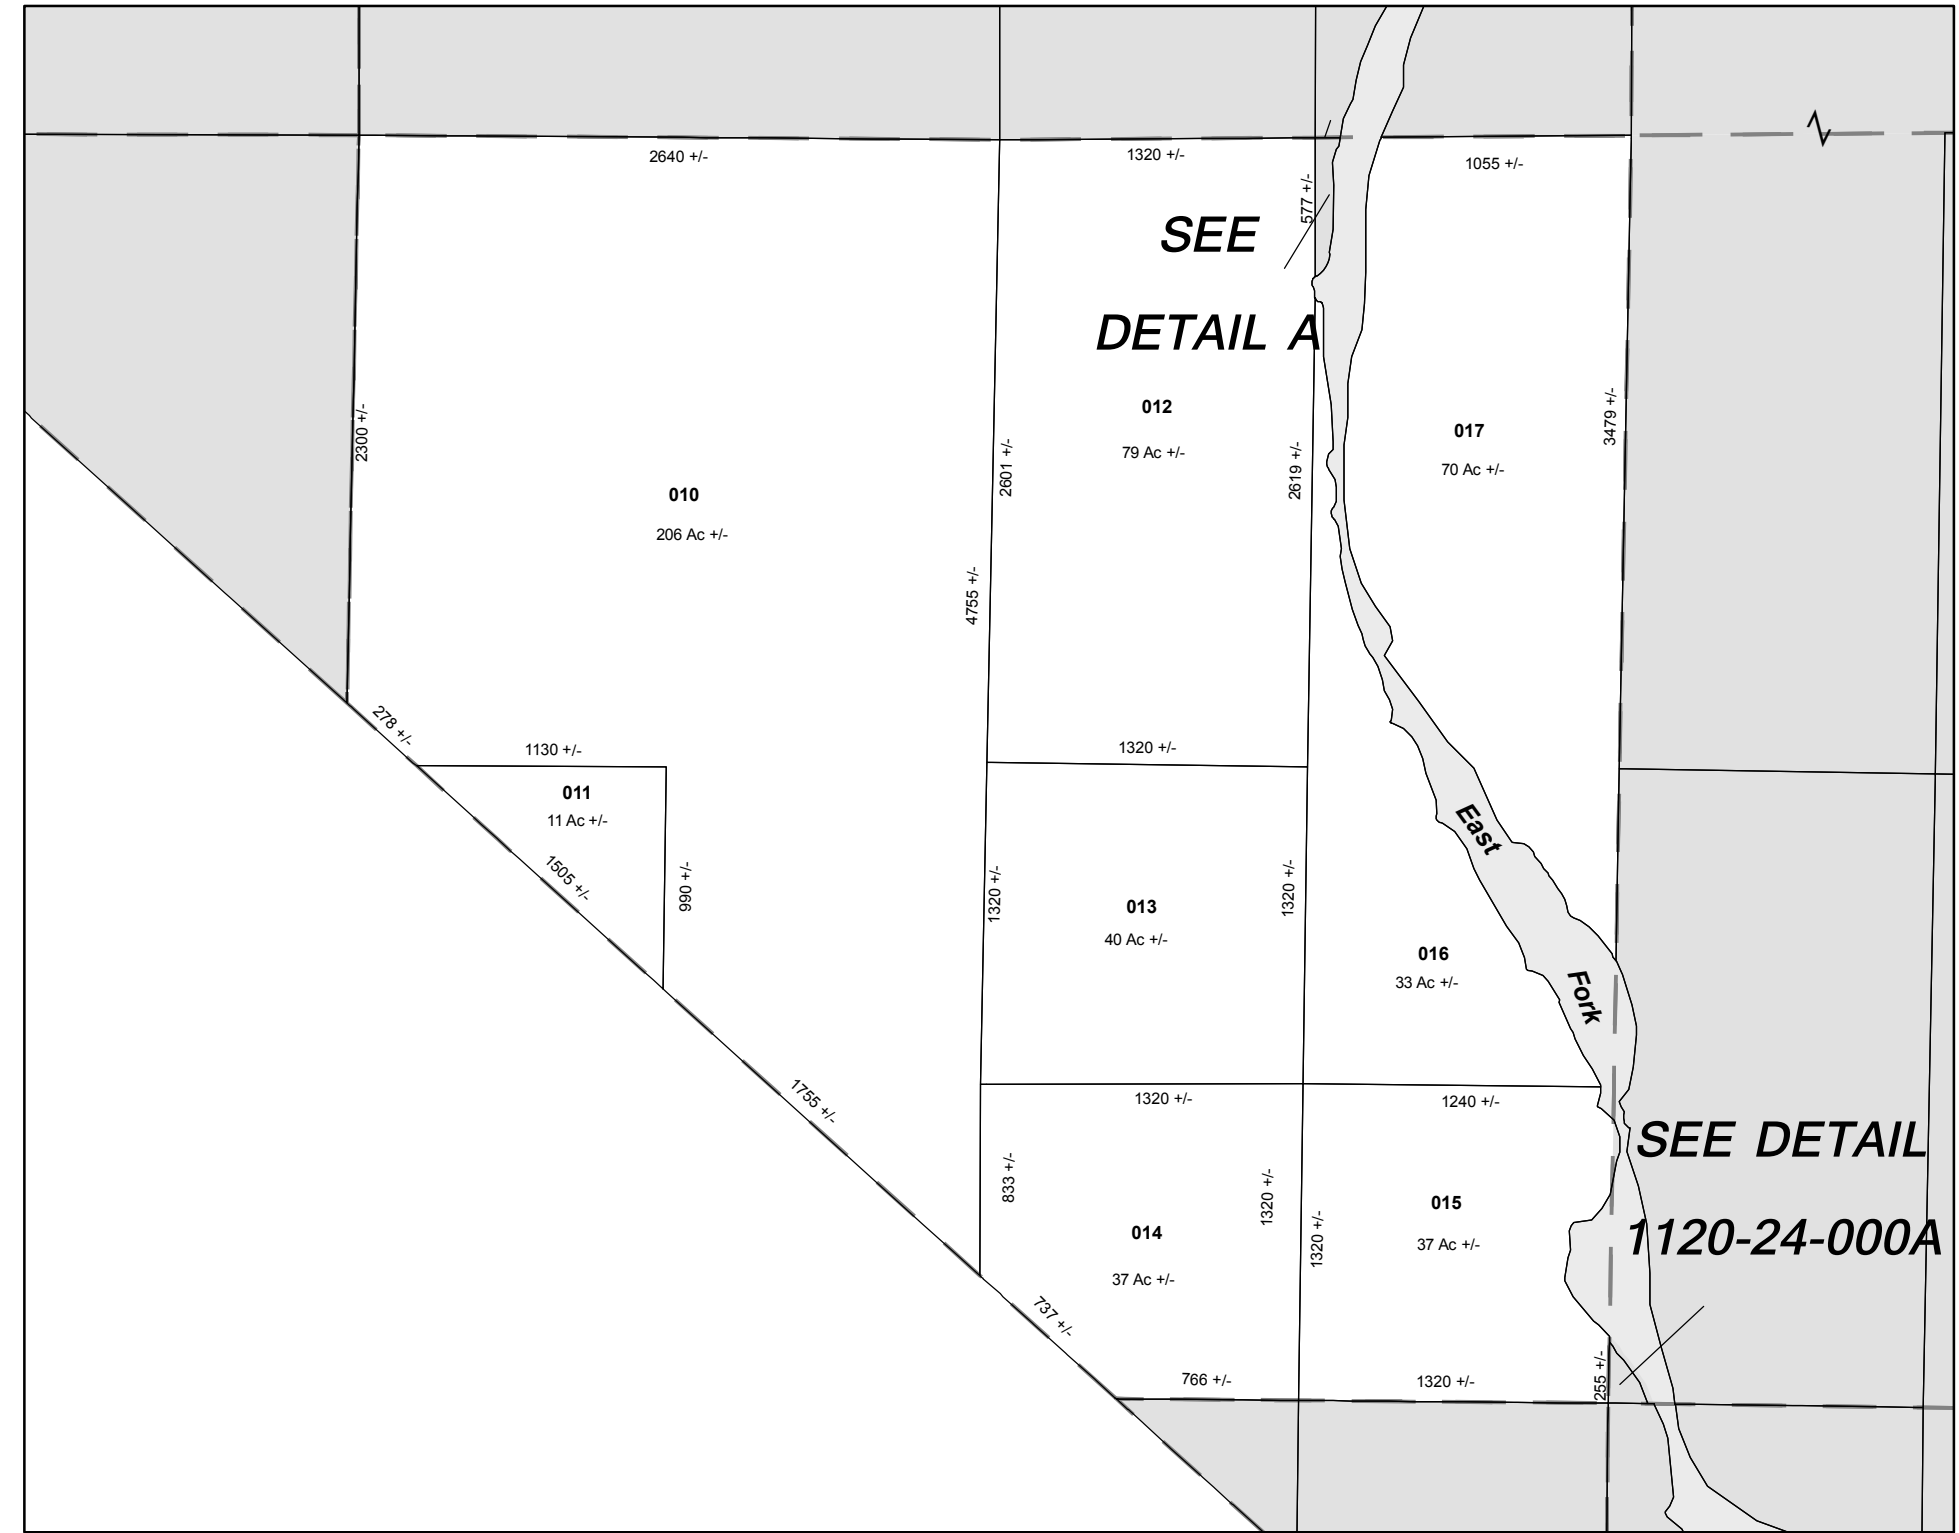 2640 +/-
1320 +/-
1055 +/-
577 +/-
SEE
DETAIL A
2300 +/-
012
79 Ac +/-
017
70 Ac +/-
3479 +/-
2601 +/-
2619 +/-
010
206 Ac +/-
4755 +/-
278 +/-
1130 +/-
1320 +/-
011
11 Ac +/-
East
1505 +/-
990 +/-
1320 +/-
1320 +/-
013
40 Ac +/-
016
33 Ac +/-
Fork
1755 +/-
1320 +/-
1240 +/-
SEE DETAIL
1120-24-000A
833 +/-
1320 +/-
1320 +/-
015
37 Ac +/-
014
37 Ac +/-
737 +/-
766 +/-
1320 +/-
255 +/-